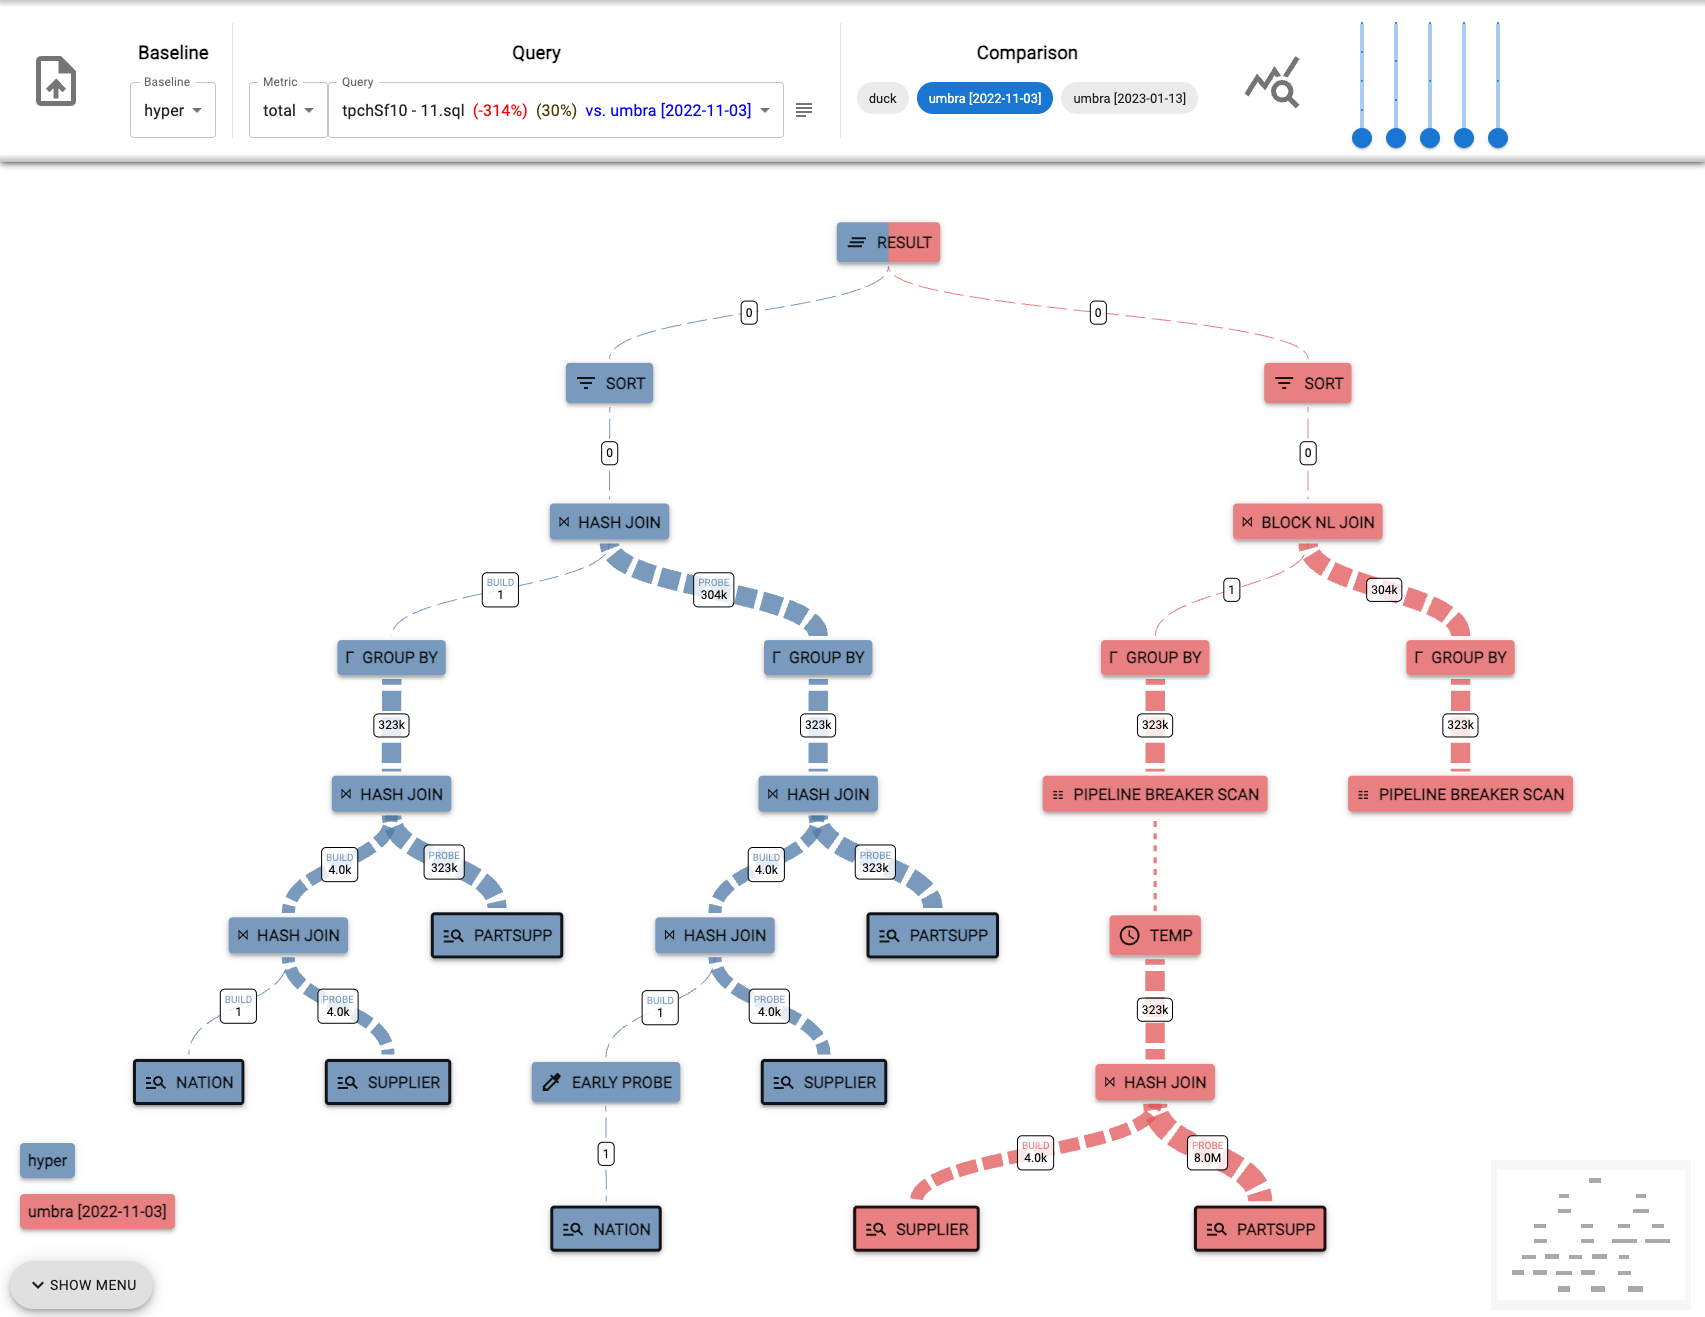 Baseline
Query
Comparison
Baseline
hyper
Metric
total
Query
tpchSf10 - 11.sql (-314%) (30%) vs. umbra [2022-11-03]
duck
umbra [2022-11-03]
umbra [2023-01-13]
RESULT
0
0
SORT
SORT
0
0
⋈ HASH JOIN
⋈ BLOCK NL JOIN
BUILD
1
PROBE
304k
1
304k
Γ GROUP BY
Γ GROUP BY
Γ GROUP BY
Γ GROUP BY
323k
323k
323k
323k
⋈ HASH JOIN
⋈ HASH JOIN
PIPELINE BREAKER SCAN
PIPELINE BREAKER SCAN
BUILD
4.0k
PROBE
323k
BUILD
4.0k
PROBE
323k
⋈ HASH JOIN
PARTSUPP
⋈ HASH JOIN
PARTSUPP
TEMP
BUILD
1
PROBE
4.0k
BUILD
1
PROBE
4.0k
323k
NATION
SUPPLIER
EARLY PROBE
SUPPLIER
⋈ HASH JOIN
1
BUILD
4.0k
PROBE
8.0M
NATION
SUPPLIER
PARTSUPP
hyper
umbra [2022-11-03]
SHOW MENU